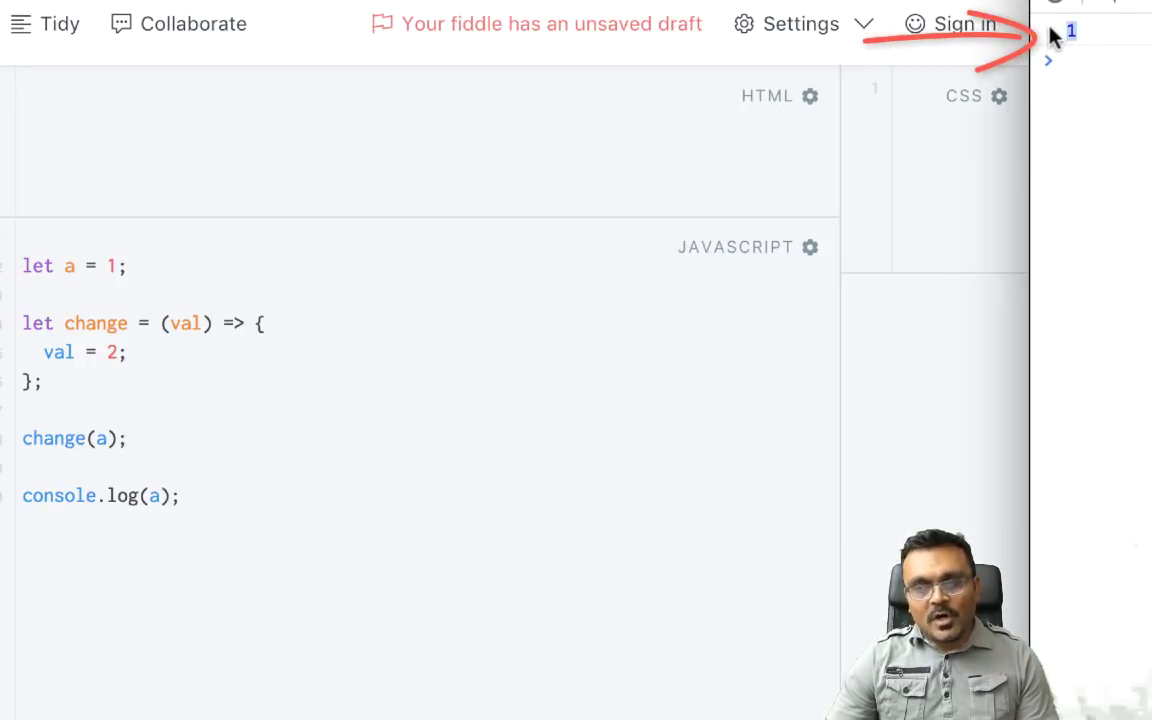 Tidy Collaborate Your fiddle has an unsaved draft Settings Sign in
1
HTML
1 CSS
JAVASCRIPT
let a = 1;
let change = (val) => {
val = 2;
};
change(a);
console.log(a);